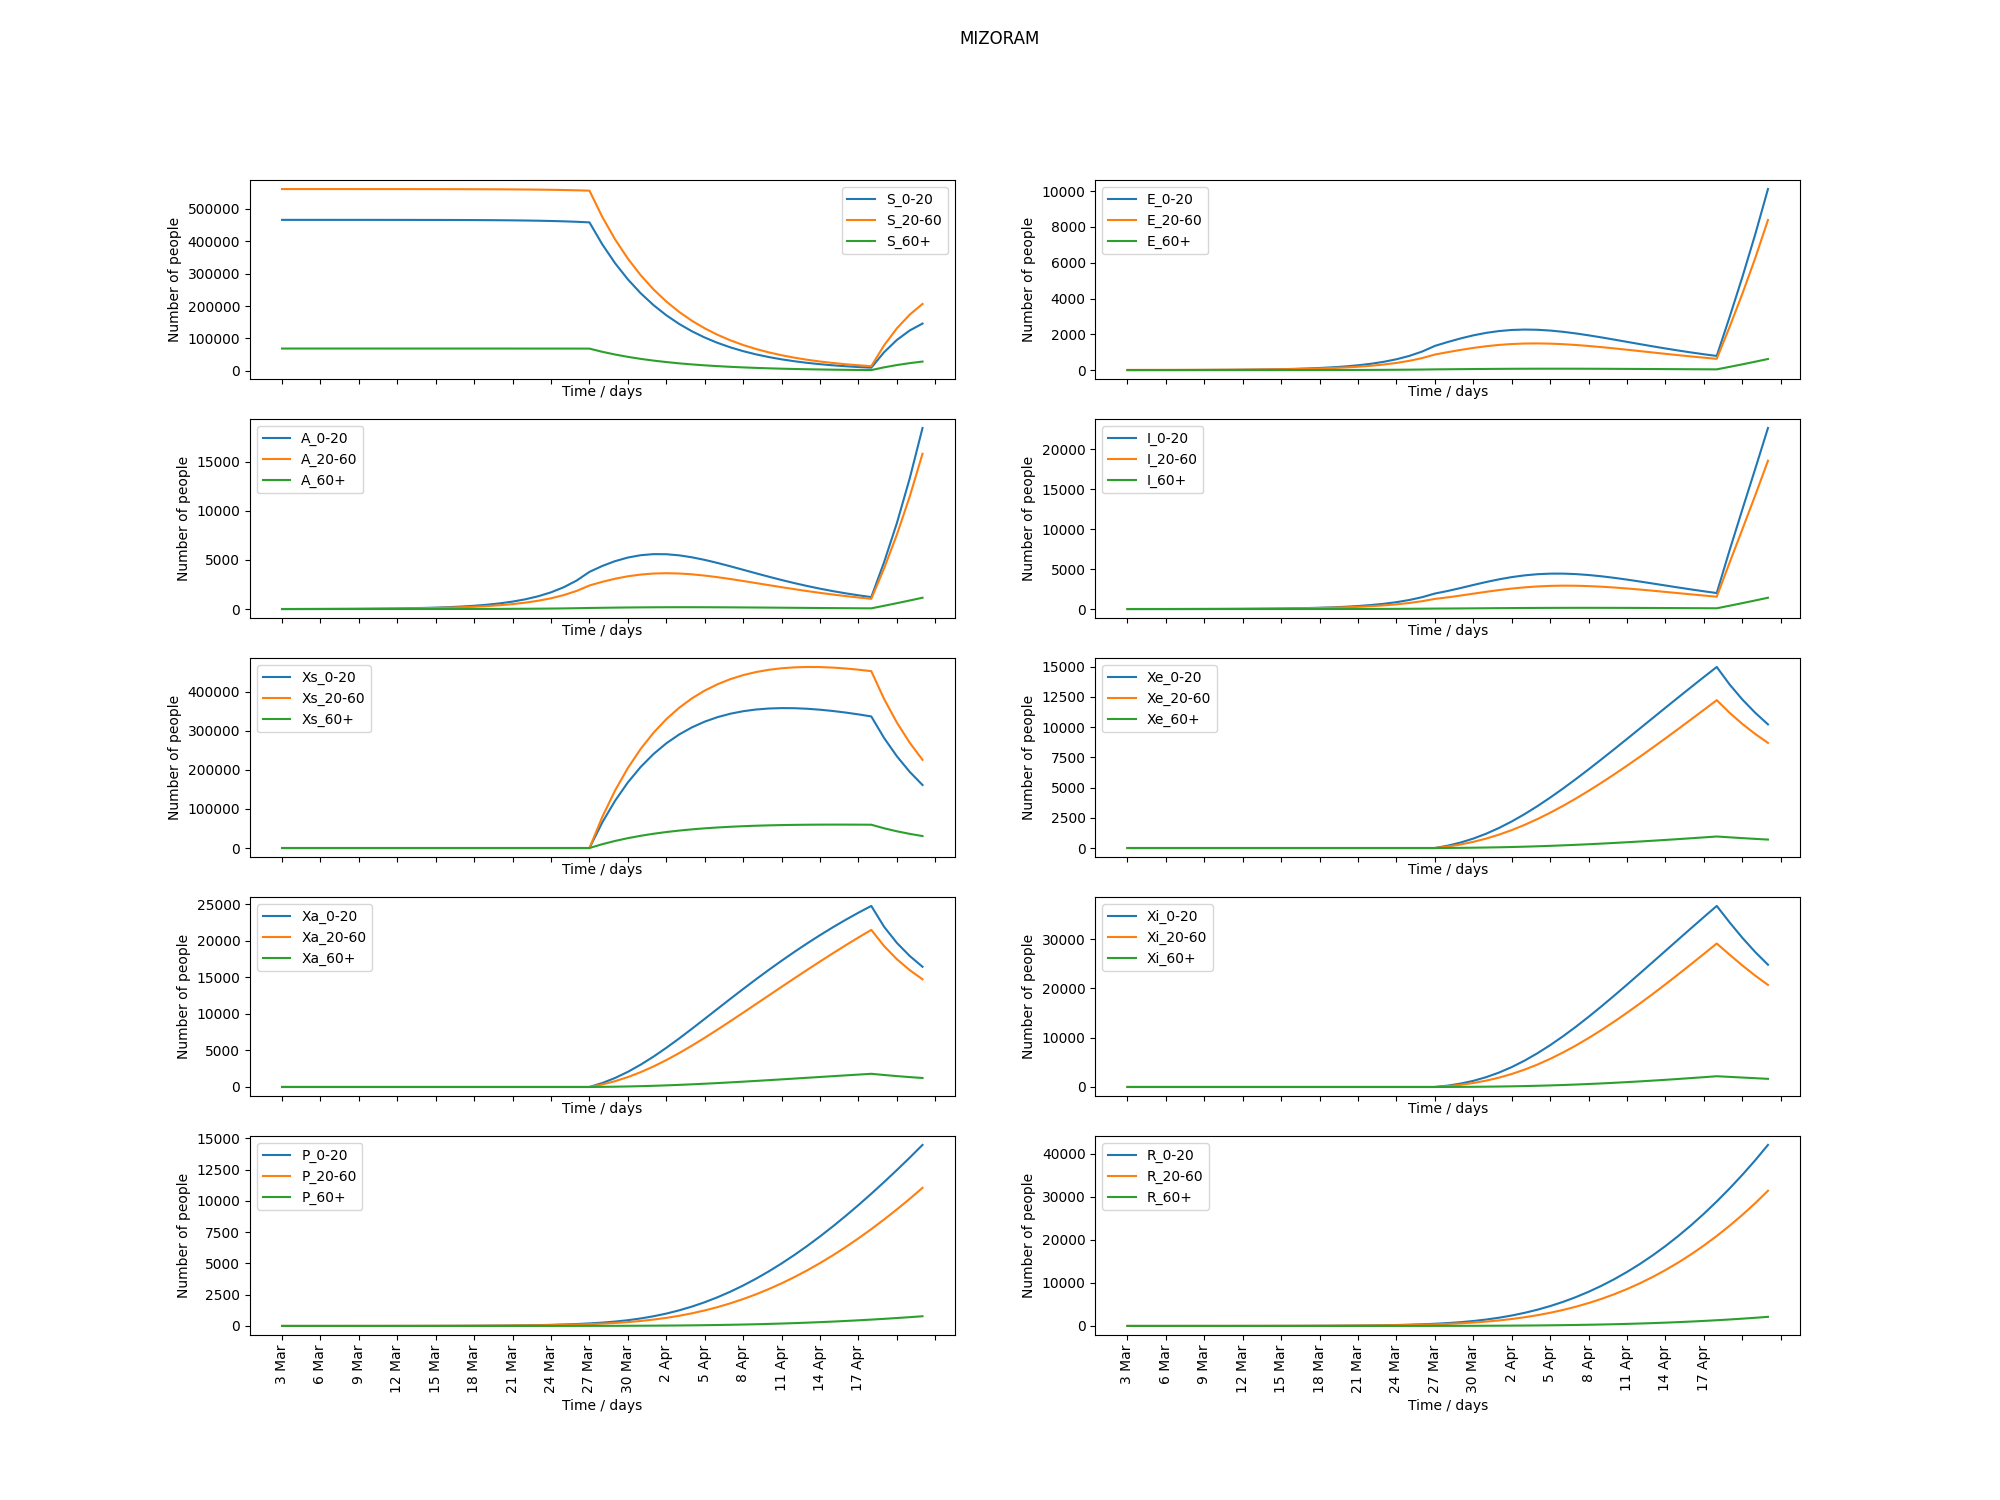 MIZORAM
Number of people
500000
400000
300000
200000
100000
0
S_0-20
S_20-60
S_60+
Time / days
Number of people
10000
8000
6000
4000
2000
0
E_0-20
E_20-60
E_60+
Time / days
Number of people
15000
10000
5000
0
A_0-20
A_20-60
A_60+
Time / days
Number of people
20000
15000
10000
5000
0
I_0-20
I_20-60
I_60+
Time / days
Number of people
400000
300000
200000
100000
0
Xs_0-20
Xs_20-60
Xs_60+
Time / days
Number of people
15000
12500
10000
7500
5000
2500
0
Xe_0-20
Xe_20-60
Xe_60+
Time / days
Number of people
25000
20000
15000
10000
5000
0
Xa_0-20
Xa_20-60
Xa_60+
Time / days
Number of people
30000
20000
10000
0
Xi_0-20
Xi_20-60
Xi_60+
Time / days
Number of people
15000
12500
10000
7500
5000
2500
0
P_0-20
P_20-60
P_60+
3 Mar
6 Mar
9 Mar
12 Mar
15 Mar
18 Mar
21 Mar
24 Mar
27 Mar
30 Mar
2 Apr
5 Apr
8 Apr
11 Apr
14 Apr
17 Apr
Time / days
Number of people
40000
30000
20000
10000
0
R_0-20
R_20-60
R_60+
3 Mar
6 Mar
9 Mar
12 Mar
15 Mar
18 Mar
21 Mar
24 Mar
27 Mar
30 Mar
2 Apr
5 Apr
8 Apr
11 Apr
14 Apr
17 Apr
Time / days